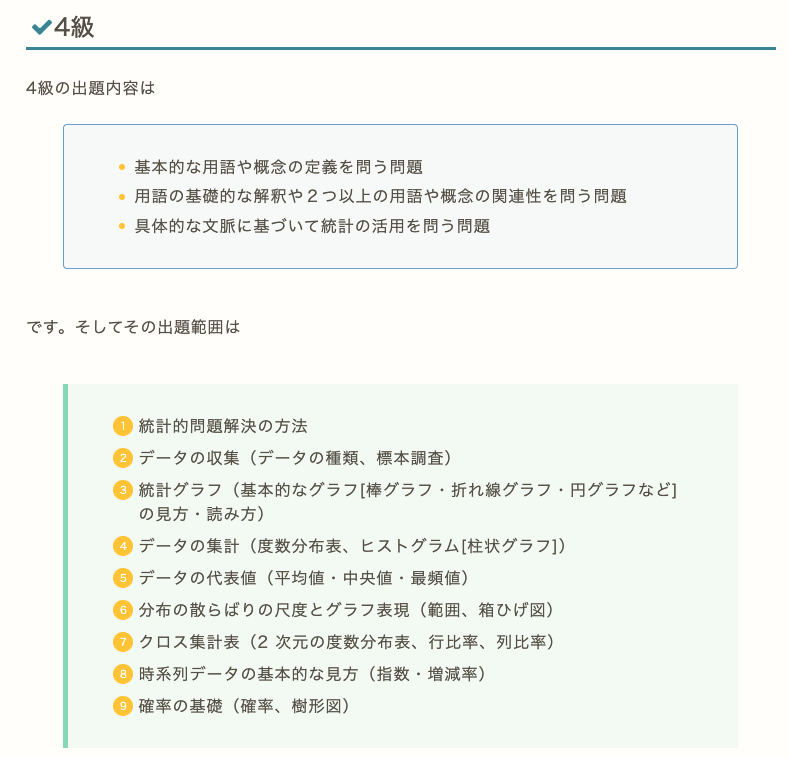 4級
4級の出題内容は
基本的な用語や概念の定義を問う問題
用語の基礎的な解釈や２つ以上の用語や概念の関連性を問う問題
具体的な文脈に基づいて統計の活用を問う問題
です。そしてその出題範囲は
1 統計的問題解決の方法
2 データの収集（データの種類、標本調査）
3 統計グラフ（基本的なグラフ[棒グラフ・折れ線グラフ・円グラフなど]
の見方・読み方）
4 データの集計（度数分布表、ヒストグラム[柱状グラフ]）
5 データの代表値（平均値・中央値・最頻値）
6 分布の散らばりの尺度とグラフ表現（範囲、箱ひげ図）
7 クロス集計表（2 次元の度数分布表、行比率、列比率）
8 時系列データの基本的な見方（指数・増減率）
9 確率の基礎（確率、樹形図）